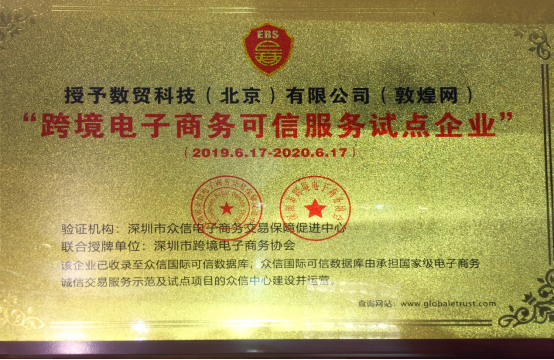 EBS
授予数贸科技（北京）有限公司（敦煌网）
“跨境电子商务可信服务试点企业”
（2019.6.17-2020.6.17）
验证机构：深圳市众信电子商务交易保障促进中心
联合授牌单位：深圳市跨境电子商务协会
该企业已收录至众信国际可信数据库；众信国际可信数据库由承担国家级电子商务
诚信交易服务示范及试点项目的众信中心建设并运营。
查询网站：www.globaletrust.com